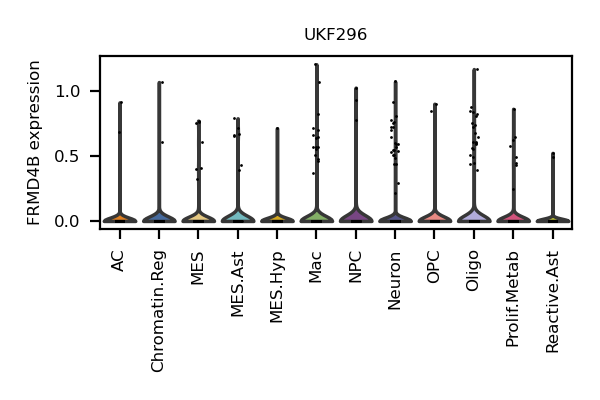 UKF296
FRMD4B expression
1.0
0.5
0.0
AC
Chromatin.Reg
MES
MES.Ast
MES.Hyp
Mac
NPC
Neuron
OPC
Oligo
Prolif.Metab
Reactive.Ast